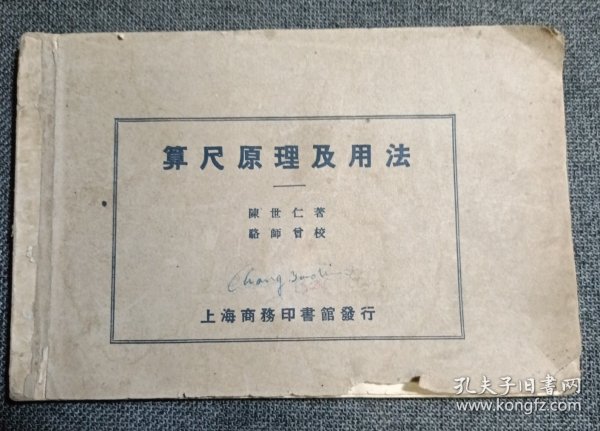 算尺原理及用法
陳世仁著
駱師曾校
Chang
上海商務印書館發行
孔夫子旧书网
www.kongfz.com